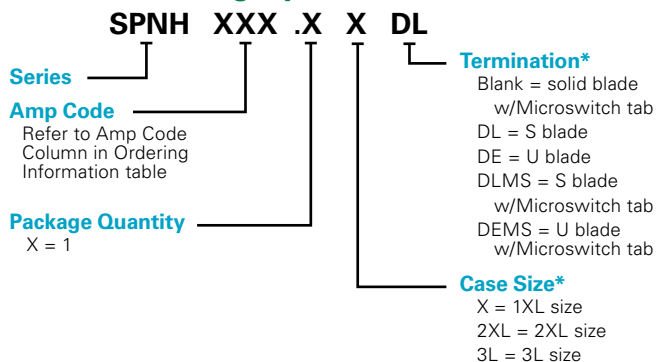 SPNH XXX .X X DL
Series
Amp Code
Refer to Amp Code
Column in Ordering
Information table
Package Quantity
X = 1
Termination*
Blank = solid blade
w/Microswitch tab
DL = S blade
DE = U blade
DLMS = S blade
w/Microswitch tab
DEMS = U blade
w/Microswitch tab
Case Size*
X = 1XL size
2XL = 2XL size
3L = 3L size